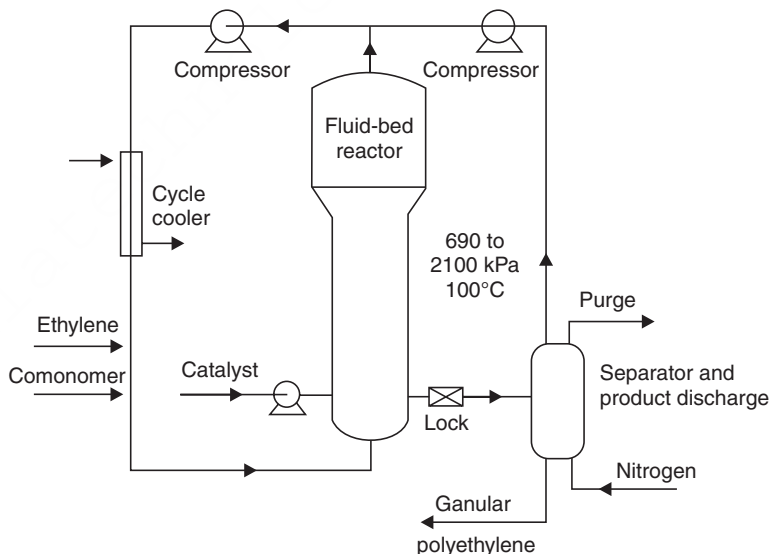 Compressor
Compressor
Fluid-bed
reactor
Cycle
cooler
690 to
2100 kPa
100°C
Purge
Ethylene
Comonomer
Catalyst
Separator and
product discharge
Lock
Nitrogen
Ganular
polyethylene